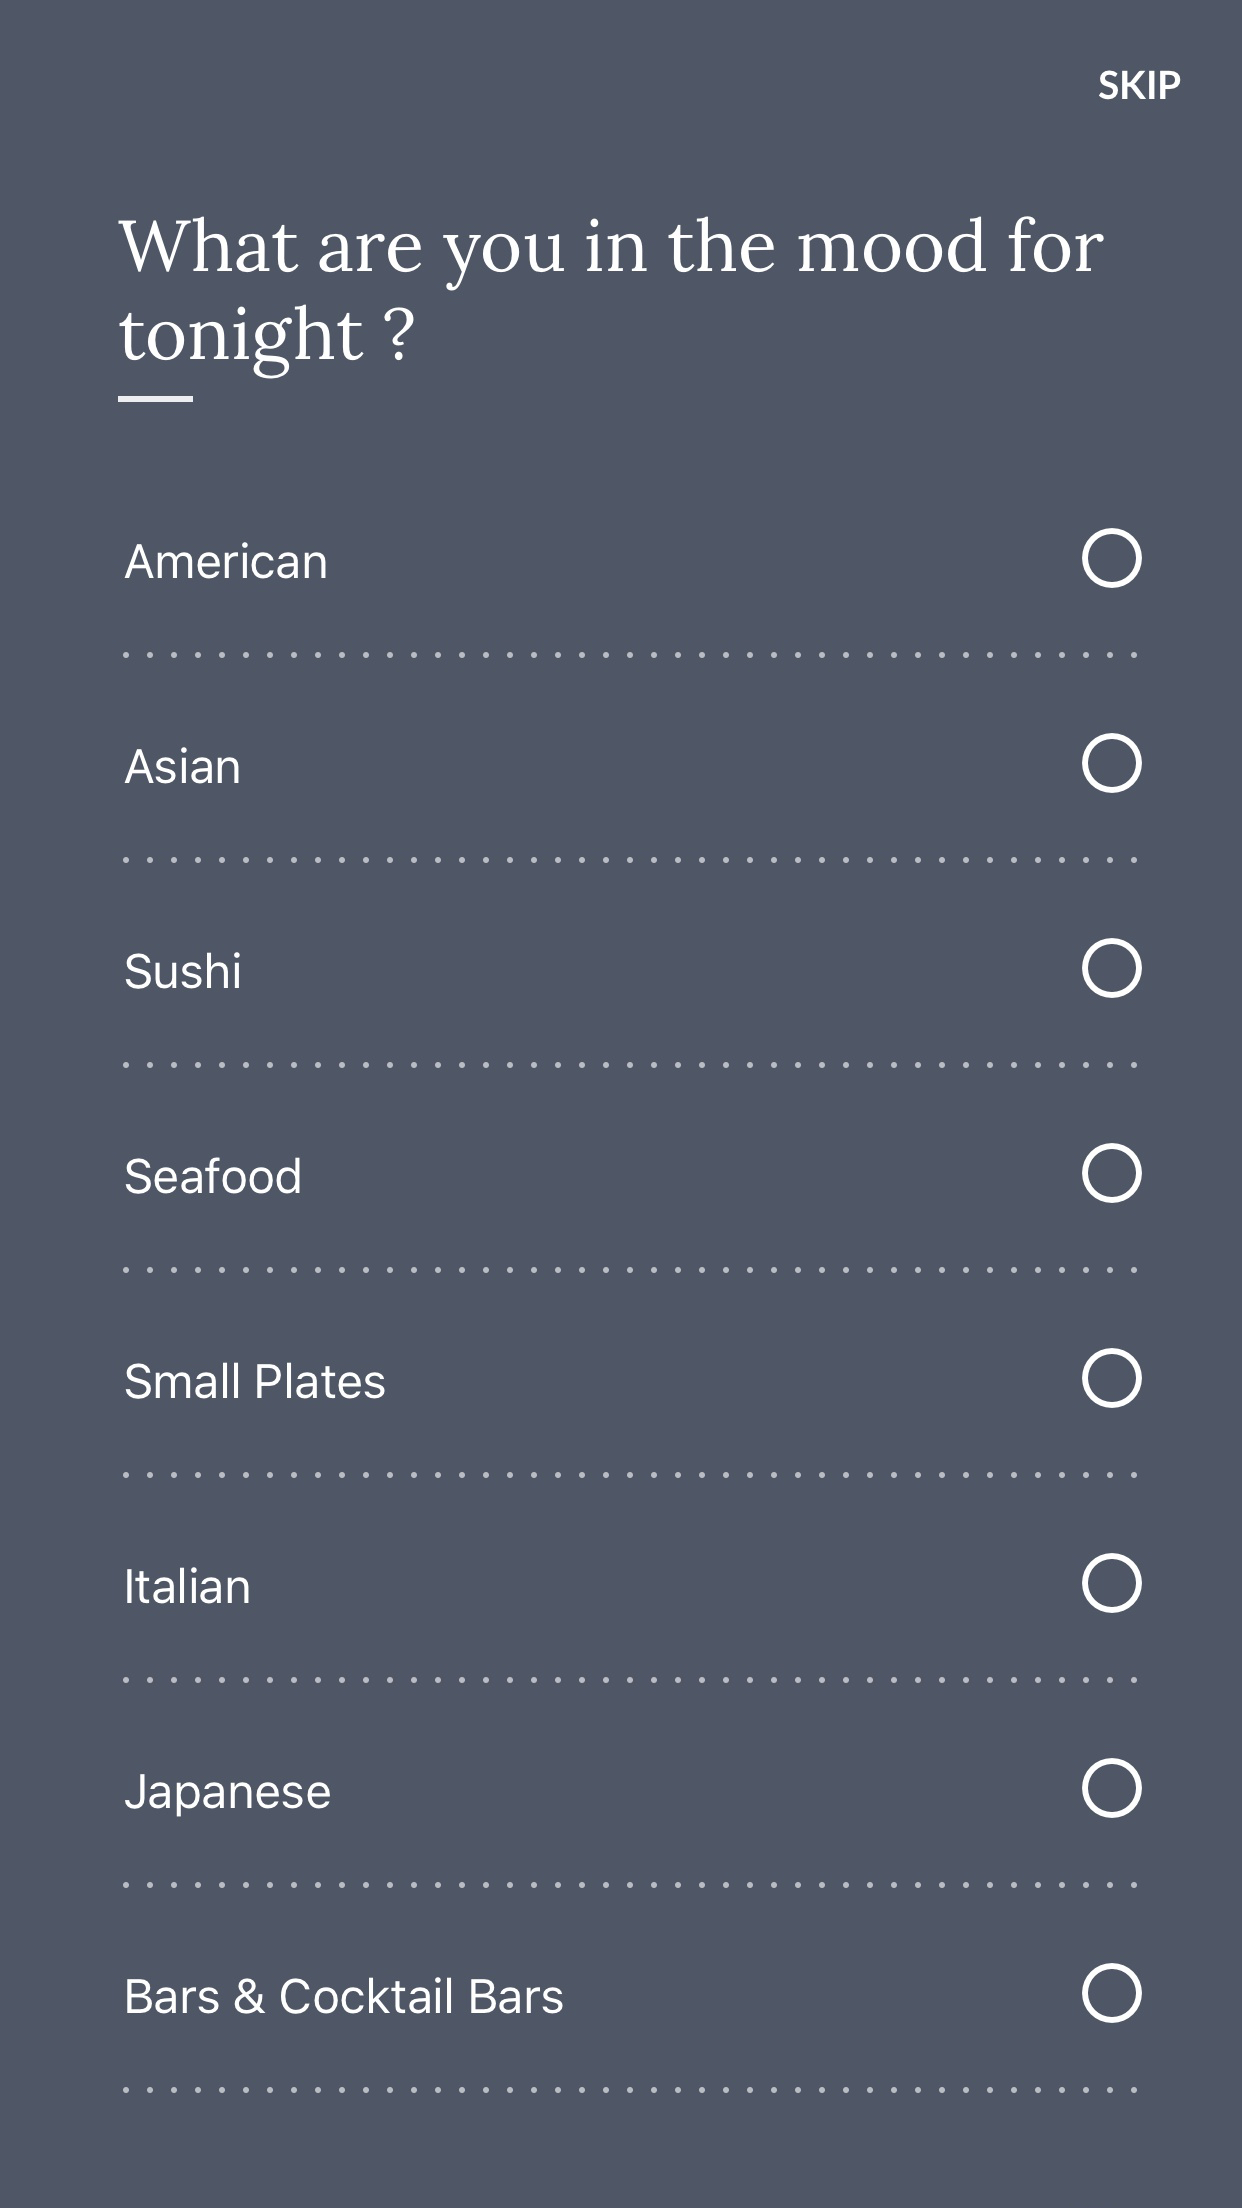 SKIP
What are you in the mood for
tonight ?
American
Asian
Sushi
Seafood
Small Plates
Italian
Japanese
Bars & Cocktail Bars